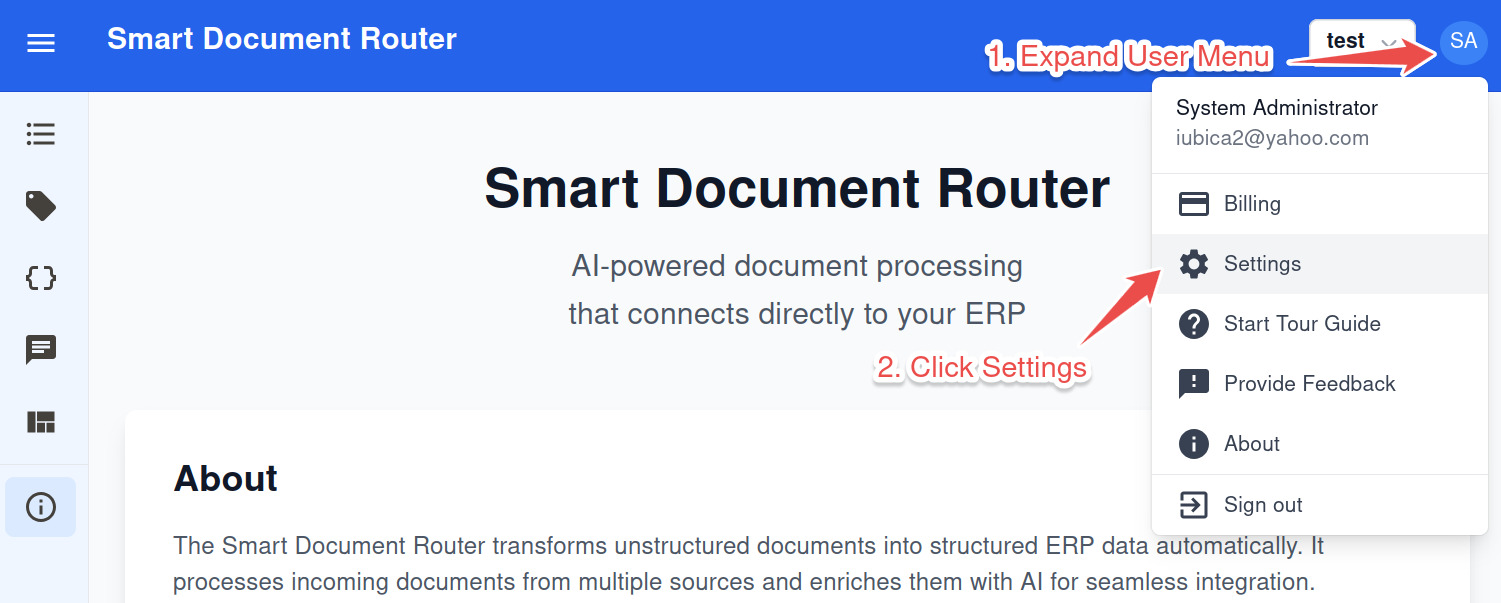 Smart Document Router
test
SA
1. Expand User Menu
System Administrator
iubica2@yahoo.com
Billing
Settings
Start Tour Guide
Provide Feedback
About
Sign out
Smart Document Router
AI-powered document processing
that connects directly to your ERP
2. Click Settings
About
The Smart Document Router transforms unstructured documents into structured ERP data automatically. It
processes incoming documents from multiple sources and enriches them with AI for seamless integration.